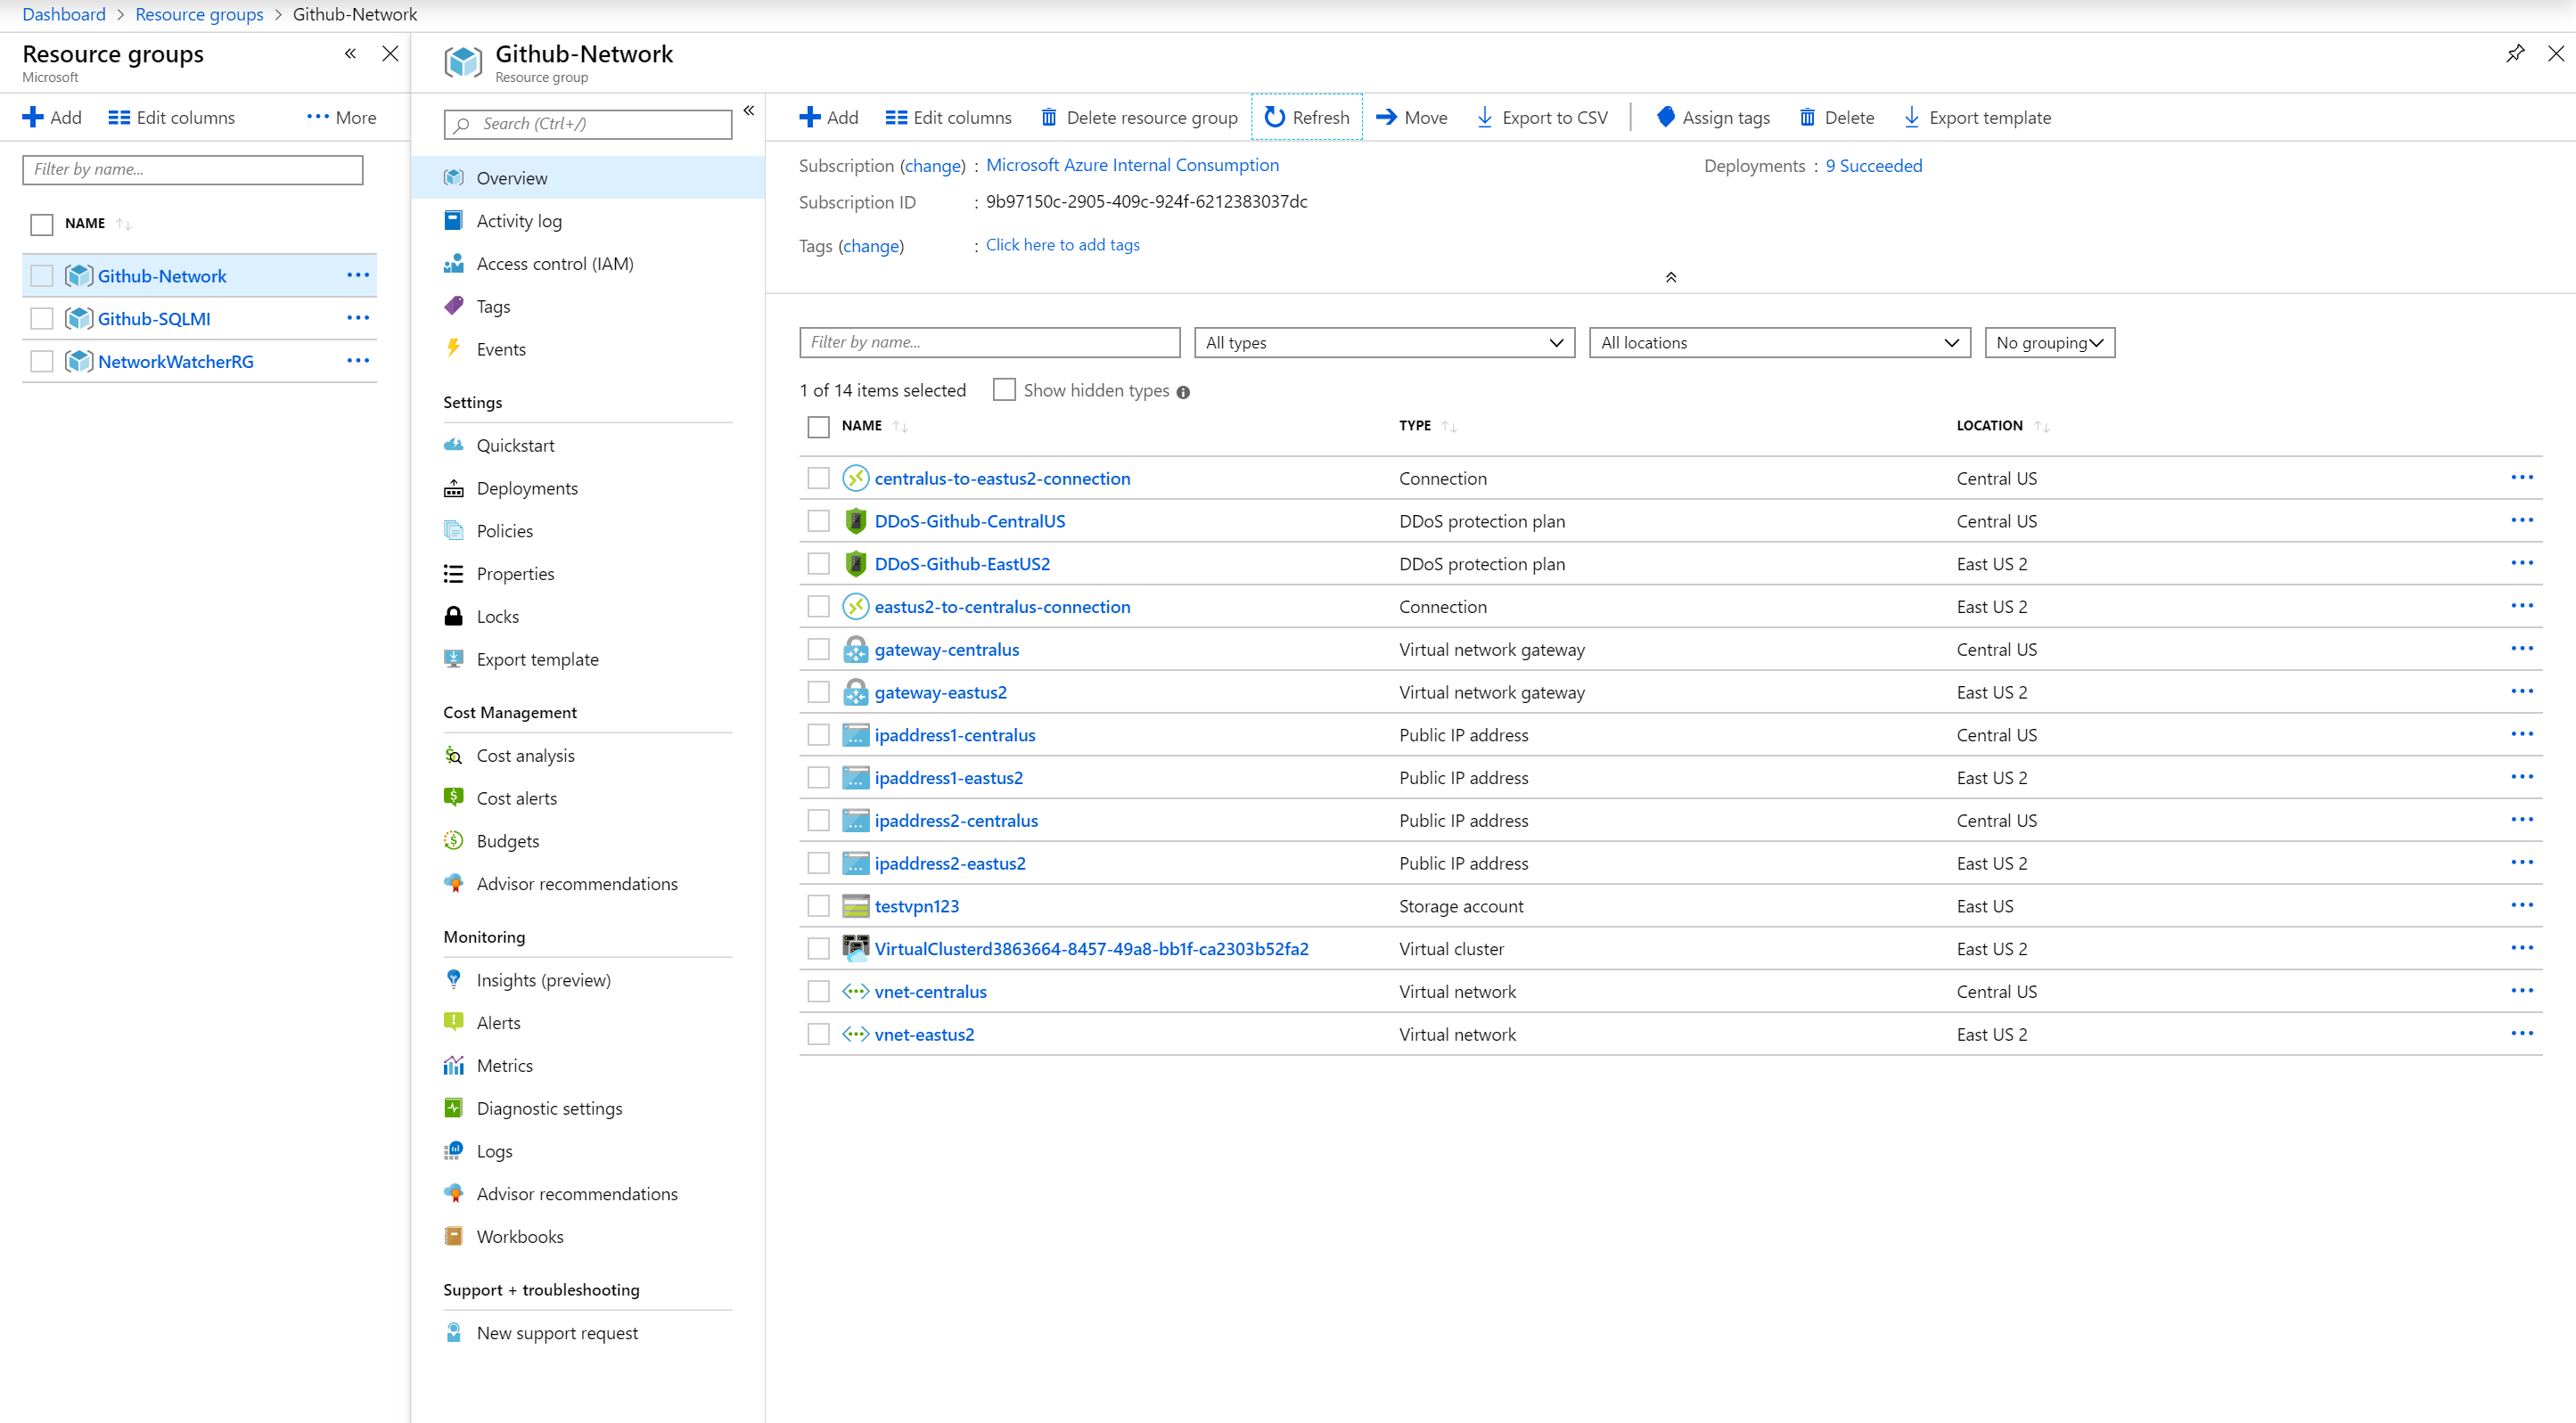 Dashboard > Resource groups > Github-Network
Resource groups
Microsoft
Add Edit columns ••• More
Filter by name...
NAME
Github-Network •••
Github-SQLMI •••
NetworkWatcherRG •••
Github-Network
Resource group
Search (Ctrl+/)
Overview
Activity log
Access control (IAM)
Tags
Events
Settings
Quickstart
Deployments
Policies
Properties
Locks
Export template
Cost Management
Cost analysis
Cost alerts
Budgets
Advisor recommendations
Monitoring
Insights (preview)
Alerts
Metrics
Diagnostic settings
Logs
Advisor recommendations
Workbooks
Support + troubleshooting
New support request
Add Edit columns Delete resource group Refresh Move Export to CSV Assign tags Delete Export template
Subscription (change) : Microsoft Azure Internal Consumption Deployments : 9 Succeeded
Subscription ID : 9b97150c-2905-409c-924f-6212383037dc
Tags (change) : Click here to add tags
Filter by name... All types All locations No grouping
1 of 14 items selected Show hidden types
NAME TYPE LOCATION
centralus-to-eastus2-connection Connection Central US •••
DDoS-Github-CentralUS DDoS protection plan Central US •••
DDoS-Github-EastUS2 DDoS protection plan East US 2 •••
eastus2-to-centralus-connection Connection East US 2 •••
gateway-centralus Virtual network gateway Central US •••
gateway-eastus2 Virtual network gateway East US 2 •••
ipaddress1-centralus Public IP address Central US •••
ipaddress1-eastus2 Public IP address East US 2 •••
ipaddress2-centralus Public IP address Central US •••
ipaddress2-eastus2 Public IP address East US 2 •••
testvpn123 Storage account East US •••
VirtualClusterd3863664-8457-49a8-bb1f-ca2303b52fa2 Virtual cluster East US 2 •••
vnet-centralus Virtual network Central US •••
vnet-eastus2 Virtual network East US 2 •••